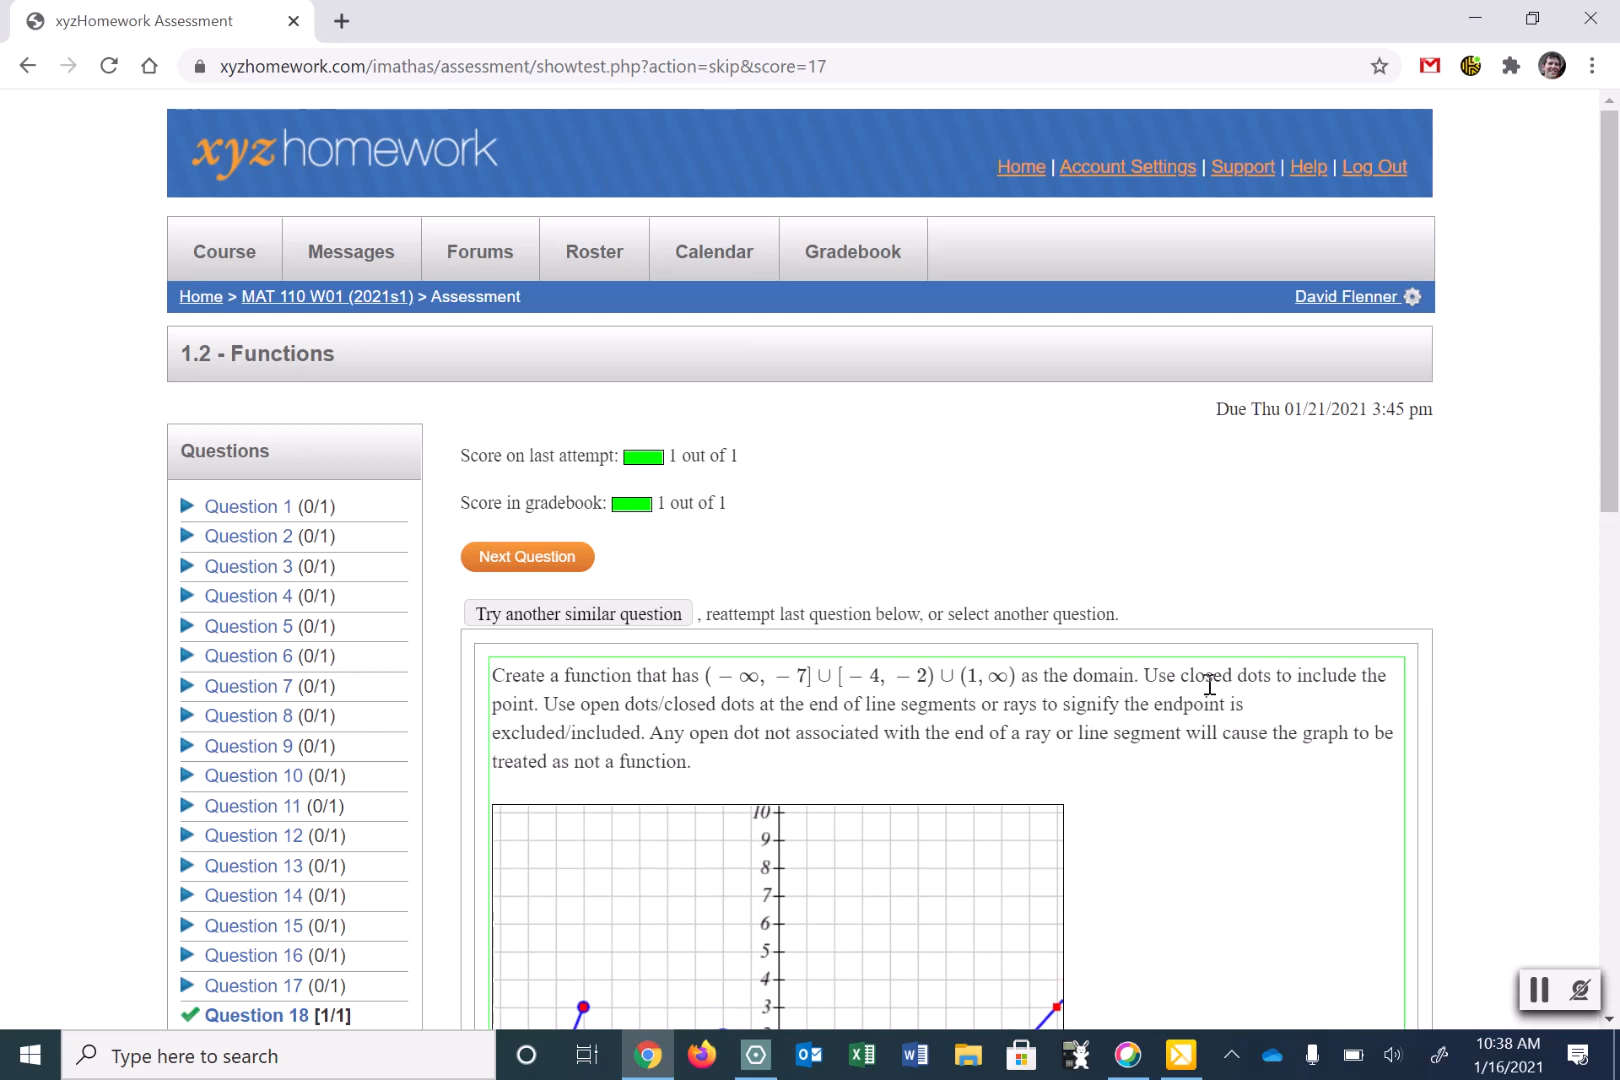 xyzHomework Assessment
xyzhomework.com/imathas/assessment/showtest.php?action=skip&score=17
xyz homework
Home | Account Settings | Support | Help | Log Out
Course Messages Forums Roster Calendar Gradebook
Home > MAT 110 W01 (2021s1) > Assessment
David Flenner
1.2 - Functions
Due Thu 01/21/2021 3:45 pm
Questions
Question 1 (0/1)
Question 2 (0/1)
Question 3 (0/1)
Question 4 (0/1)
Question 5 (0/1)
Question 6 (0/1)
Question 7 (0/1)
Question 8 (0/1)
Question 9 (0/1)
Question 10 (0/1)
Question 11 (0/1)
Question 12 (0/1)
Question 13 (0/1)
Question 14 (0/1)
Question 15 (0/1)
Question 16 (0/1)
Question 17 (0/1)
Question 18 [1/1]
Score on last attempt: 1 out of 1
Score in gradebook: 1 out of 1
Next Question
Try another similar question , reattempt last question below, or select another question.
Create a function that has (−∞, −7] ∪ [−4, −2) ∪ (1, ∞) as the domain. Use closed dots to include the
point. Use open dots/closed dots at the end of line segments or rays to signify the endpoint is
excluded/included. Any open dot not associated with the end of a ray or line segment will cause the graph to be
treated as not a function.
10
9
8
7
6
5
4
3
Type here to search
10:38 AM
1/16/2021